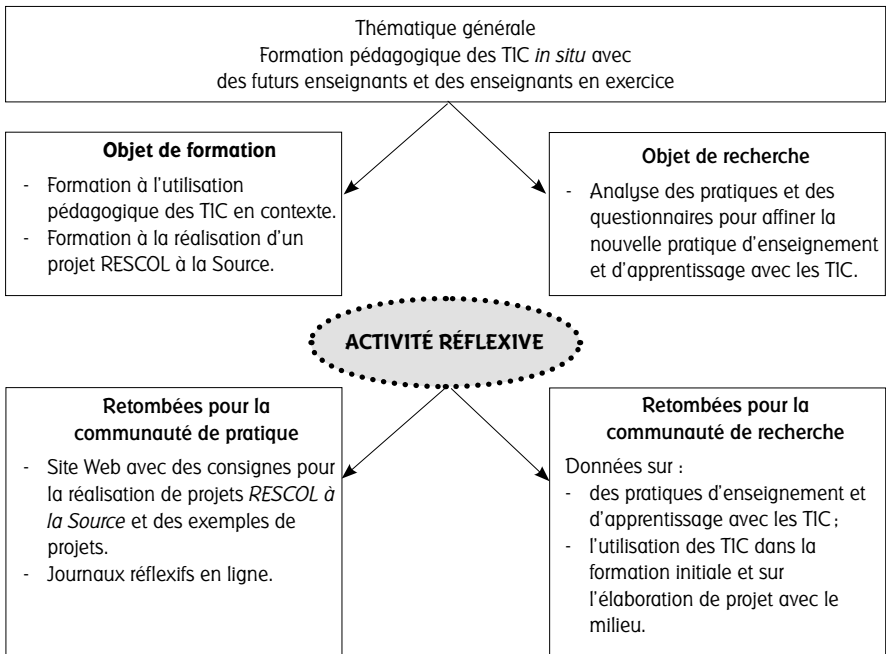 Thématique générale
Formation pédagogique des TIC in situ avec
des futurs enseignants et des enseignants en exercice
Objet de formation
- Formation à l'utilisation
pédagogique des TIC en contexte.
- Formation à la réalisation d'un
projet RESCOL à la Source.
Objet de recherche
- Analyse des pratiques et des
questionnaires pour affiner la
nouvelle pratique d'enseignement
et d'apprentissage avec les TIC.
ACTIVITÉ RÉFLEXIVE
Retombées pour la
communauté de pratique
- Site Web avec des consignes pour
la réalisation de projets RESCOL à
la Source et des exemples de
projets.
- Journaux réflexifs en ligne.
Retombées pour la
communauté de recherche
Données sur :
- des pratiques d'enseignement et
d'apprentissage avec les TIC;
- l'utilisation des TIC dans la
formation initiale et sur
l'élaboration de projet avec le
milieu.